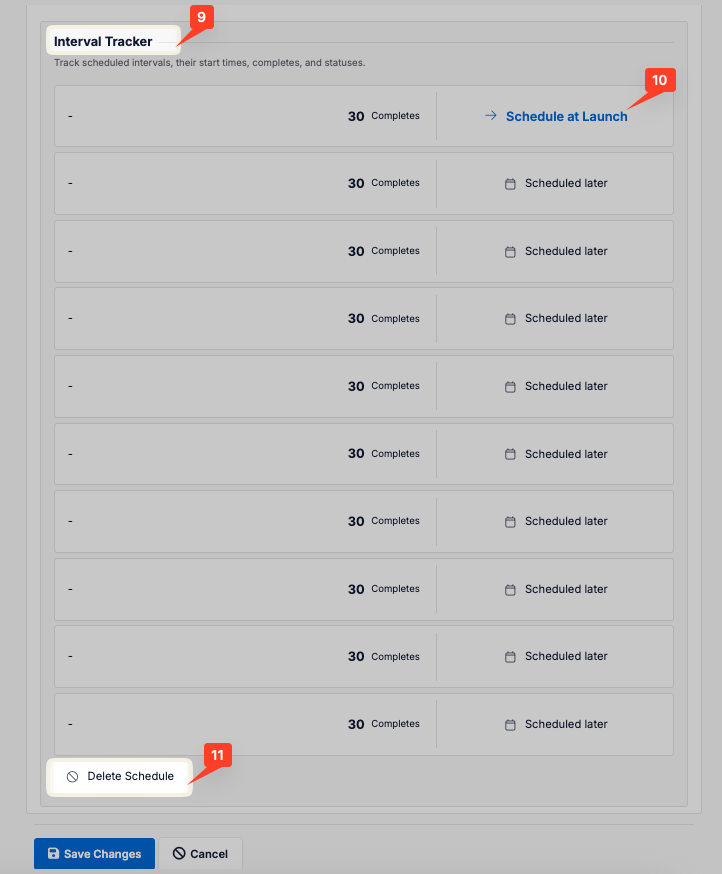 9
Interval Tracker
Track scheduled intervals, their start times, completes, and statuses.
10
- 30 Completes Schedule at Launch
- 30 Completes Scheduled later
- 30 Completes Scheduled later
- 30 Completes Scheduled later
- 30 Completes Scheduled later
- 30 Completes Scheduled later
- 30 Completes Scheduled later
- 30 Completes Scheduled later
- 30 Completes Scheduled later
- 30 Completes Scheduled later
11
Delete Schedule
Save Changes Cancel